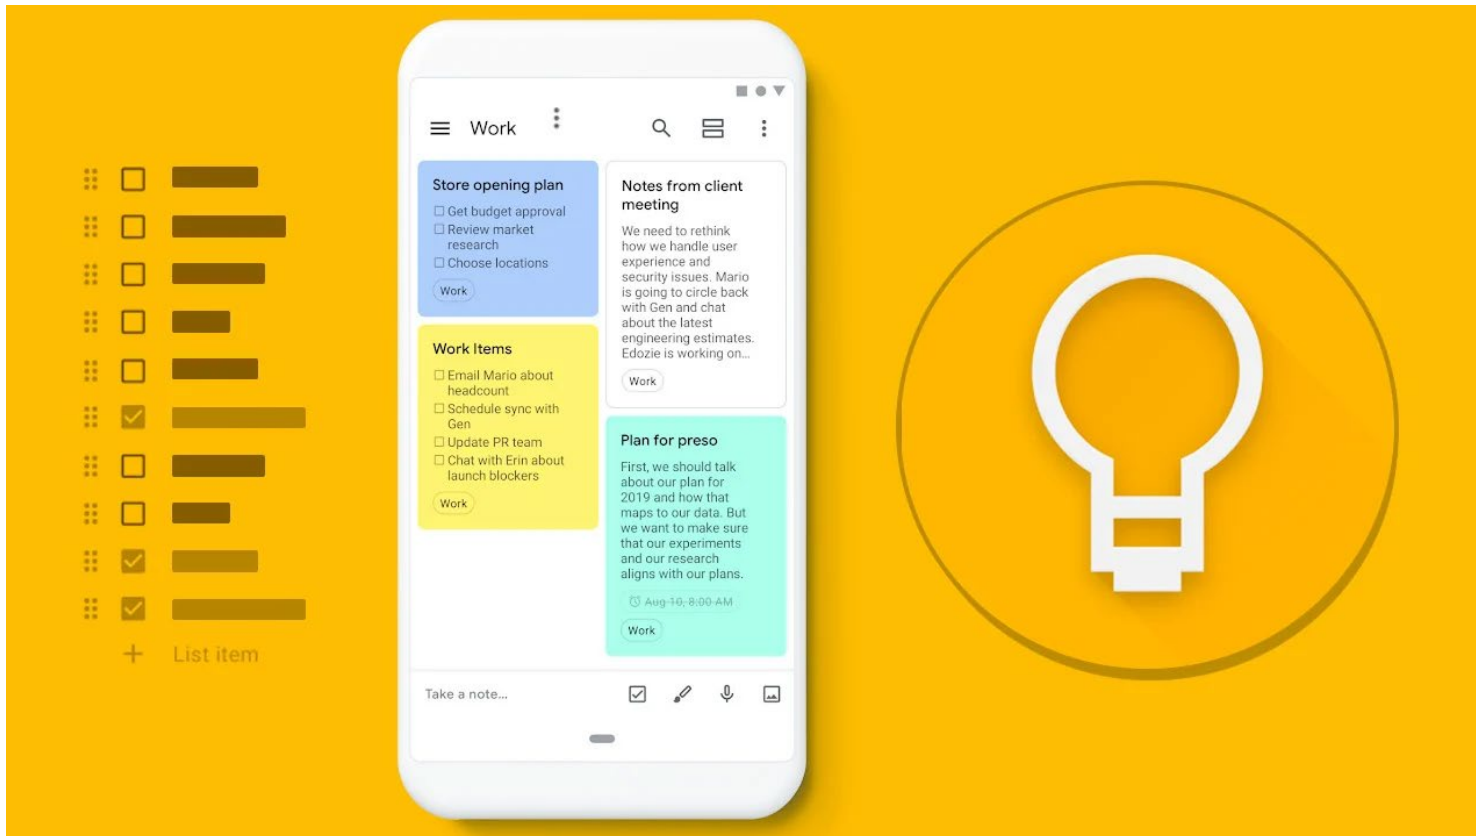 List item
Work
Store opening plan
Get budget approval
Review market
research
Choose locations
Work
Work Items
Email Mario about
headcount
Schedule sync with
Gen
Update PR team
Chat with Erin about
launch blockers
Work
Notes from client
meeting
We need to rethink
how we handle user
experience and
security issues. Mario
is going to circle back
with Gen and chat
about the latest
engineering estimates.
Edozie is working on...
Work
Plan for preso
First, we should talk
about our plan for
2019 and how that
maps to our data. But
we want to make sure
that our experiments
and our research
aligns with our plans.
Aug 10, 8:00 AM
Work
Take a note...